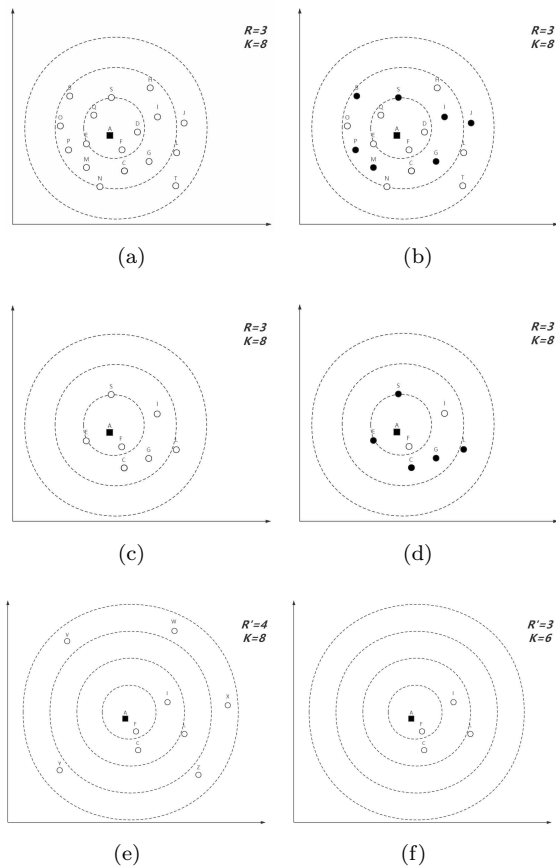 R=3
K=8
H
S
I
J
O
A
D
E
F
P
G
L
M
C
N
T
(a)
R=3
K=8
H
S
I
J
O
A
D
E
F
P
G
L
M
C
N
T
(b)
R=3
K=8
S
I
A
E
F
G
C
(c)
R=3
K=8
S
I
A
E
F
L
G
C
(d)
R'=4
K=8
W
V
I
X
A
F
C
Y
Z
(e)
R'=3
K=6
I
A
F
C
(f)